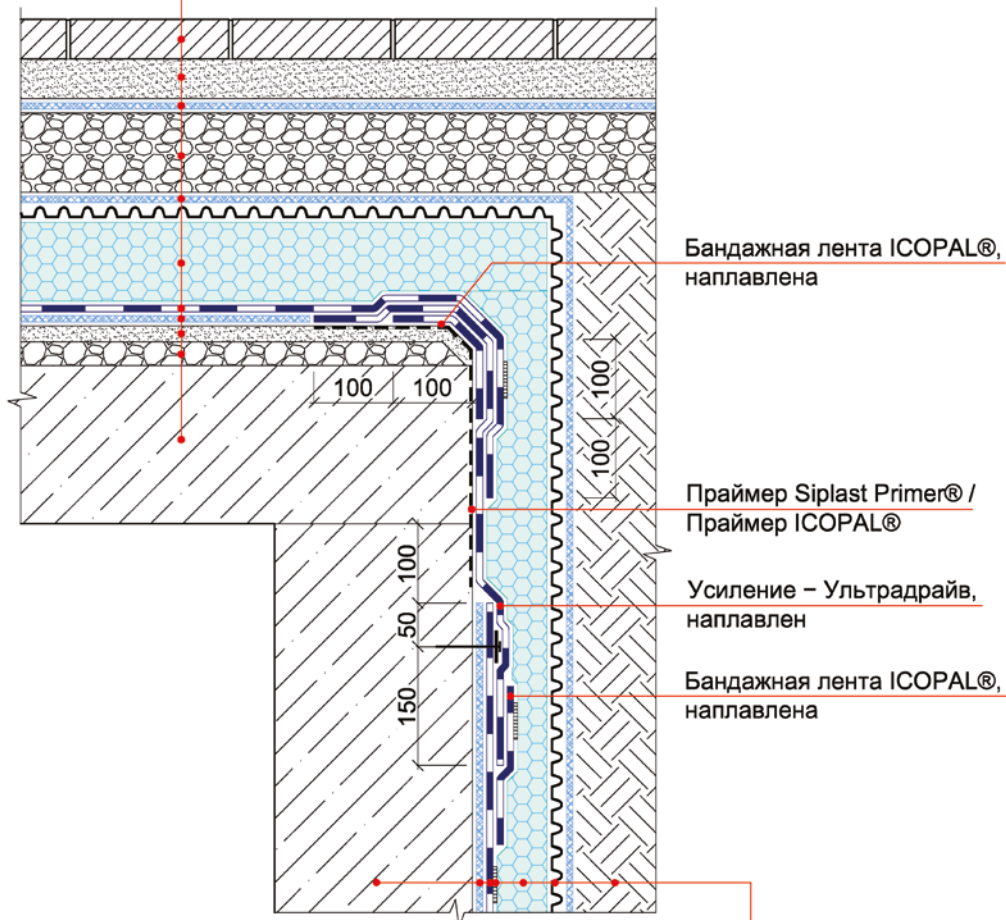 Бандажная лента ICOPAL®,
наплавлена
100 100
100
100
Праймер Siplast Primer® /
Праймер ICOPAL®
100
Усиление – Ультрадрайв,
наплавлен
50
Бандажная лента ICOPAL®,
наплавлена
150